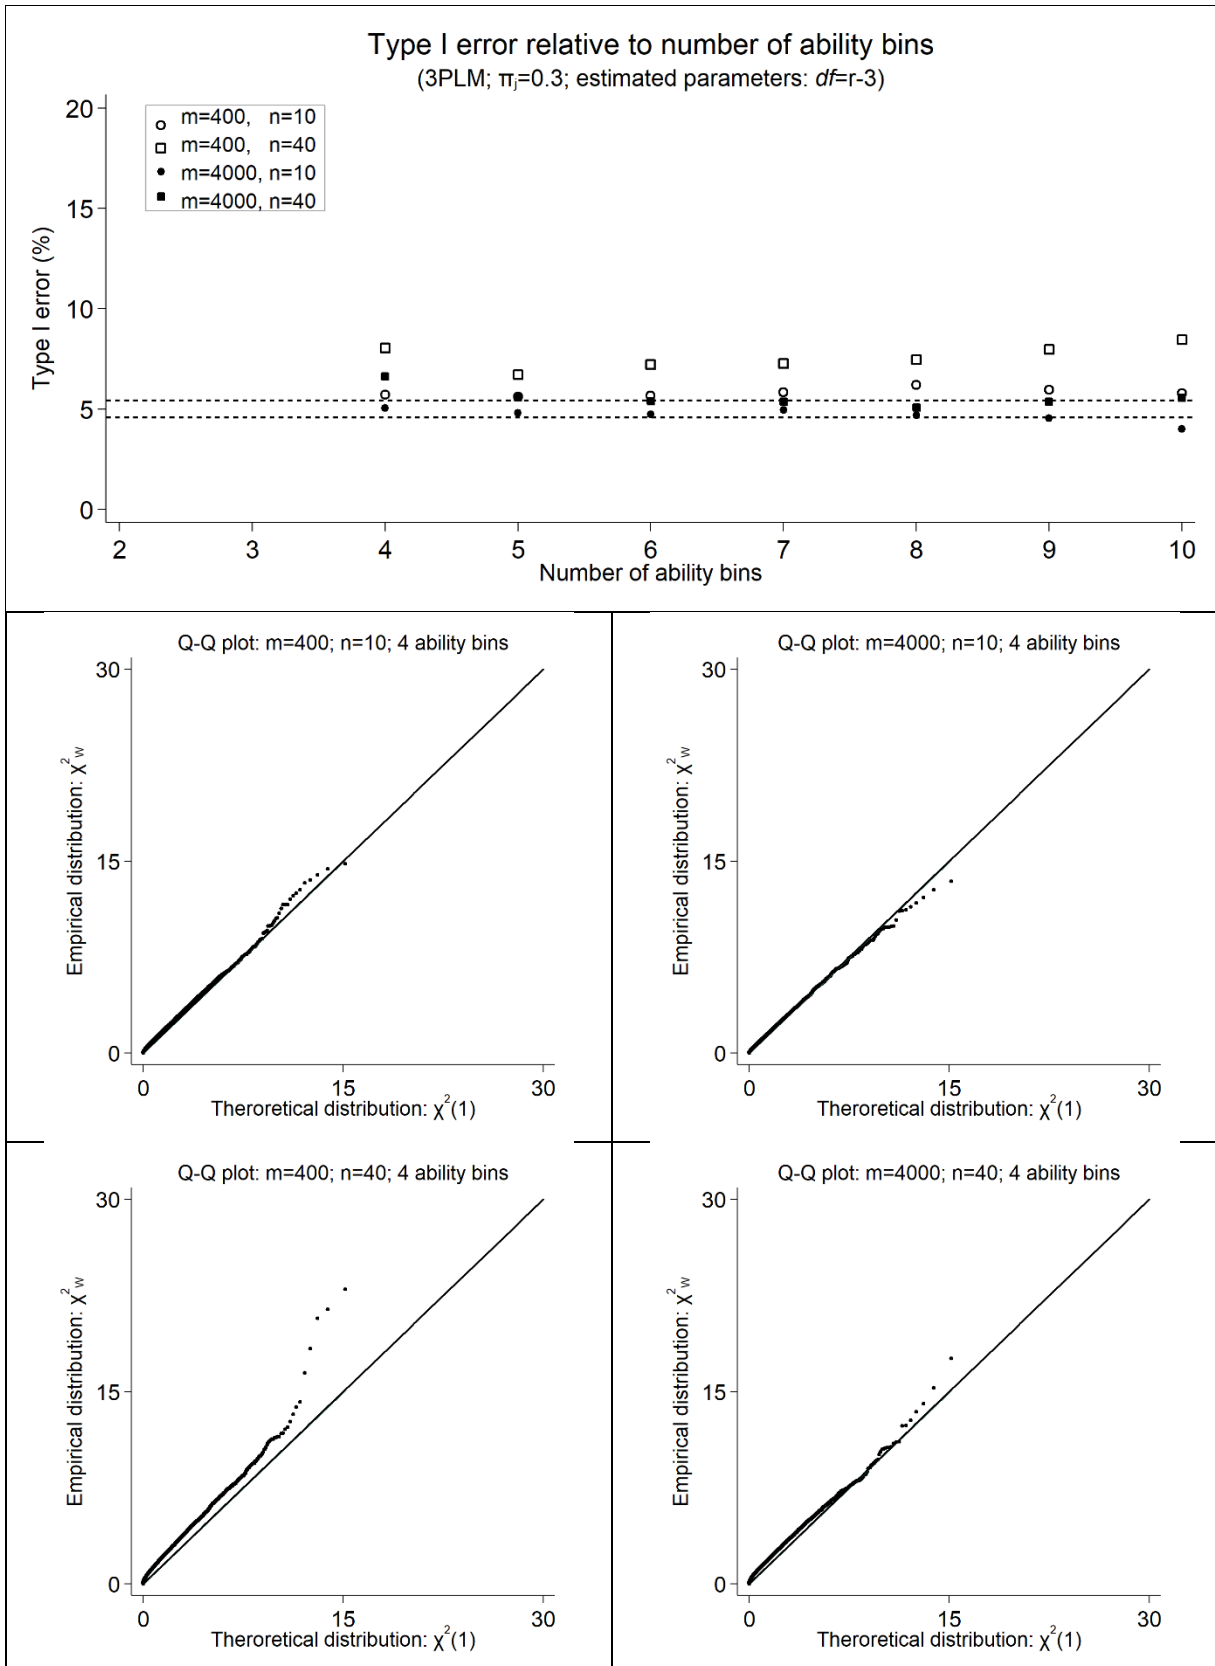 Type I error relative to number of ability bins
(3PLM; πj=0.3; estimated parameters: df=r-3)
m=400, n=10
m=400, n=40
m=4000, n=10
m=4000, n=40
Type I error (%)
20
15
10
5
0
2 3 4 5 6 7 8 9 10
Number of ability bins
Q-Q plot: m=400; n=10; 4 ability bins
Empirical distribution: χ²W
30
15
0
0 15 30
Theroretical distribution: χ²(1)
Q-Q plot: m=4000; n=10; 4 ability bins
Empirical distribution: χ²W
30
15
0
0 15 30
Theroretical distribution: χ²(1)
Q-Q plot: m=400; n=40; 4 ability bins
Empirical distribution: χ²W
30
15
0
0 15 30
Theroretical distribution: χ²(1)
Q-Q plot: m=4000; n=40; 4 ability bins
Empirical distribution: χ²W
30
15
0
0 15 30
Theroretical distribution: χ²(1)